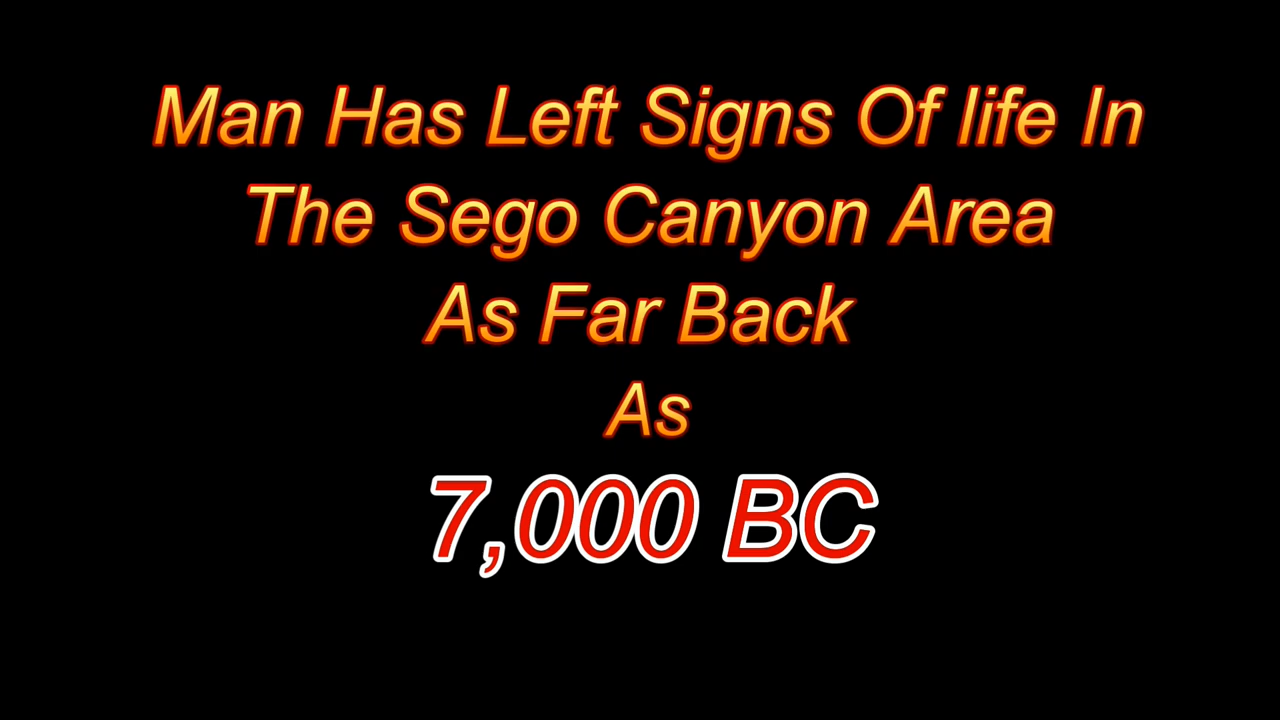 Man Has Left Signs Of life In
The Sego Canyon Area
As Far Back
As
7,000 BC